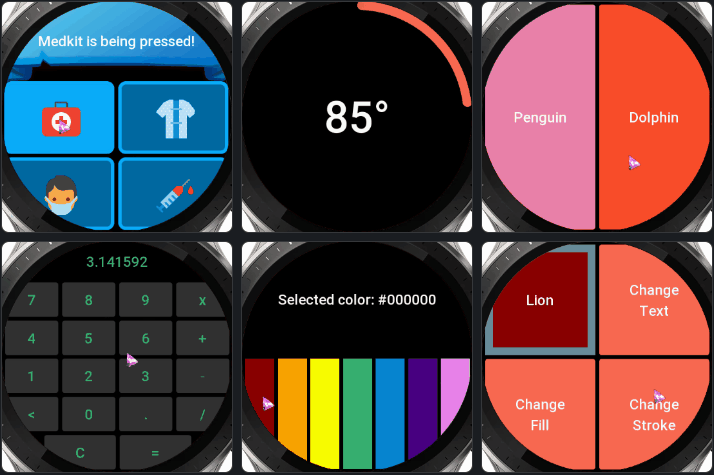 Medkit is being pressed!
85°
Penguin
Dolphin
3.141592
7 8 9 x
4 5 6 +
1 2 3 -
< 0 . /
C =
Selected color: #000000
Lion
Change
Text
Change
Fill
Change
Stroke